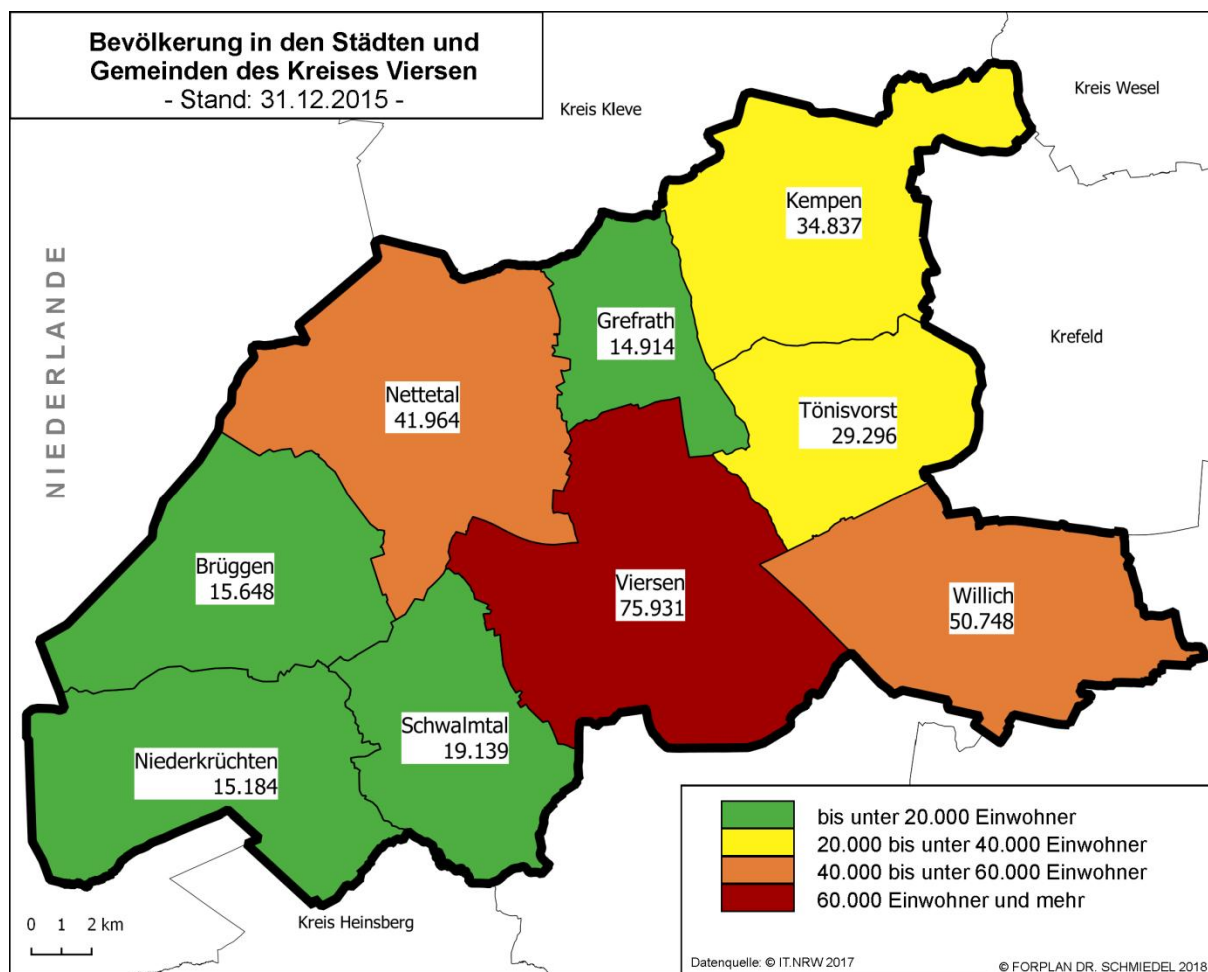 Bevölkerung in den Städten und
Gemeinden des Kreises Viersen
- Stand: 31.12.2015 -
Kreis Kleve
Kreis Wesel
Kempen
34.837
NIEDERLANDE
Grefrath
14.914
Krefeld
Nettetal
41.964
Tönisvorst
29.296
Brüggen
15.648
Viersen
75.931
Willich
50.748
Schwalmtal
19.139
Niederkrüchten
15.184
bis unter 20.000 Einwohner
20.000 bis unter 40.000 Einwohner
40.000 bis unter 60.000 Einwohner
60.000 Einwohner und mehr
0 1 2 km
Kreis Heinsberg
Datenquelle: © IT.NRW 2017
© FORPLAN DR. SCHMIEDEL 2018